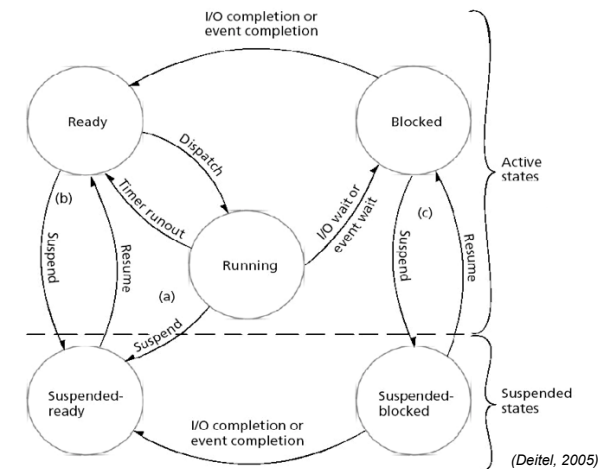 I/O completion or
event completion
Ready
Blocked
Dispatch
Active
states
(b)
Timer runout
I/O wait or
event wait
(c)
Suspend
Resume
Running
Suspend
Resume
(a)
Suspend
Suspended-
ready
I/O completion or
event completion
Suspended-
blocked
Suspended
states
(Deitel, 2005)